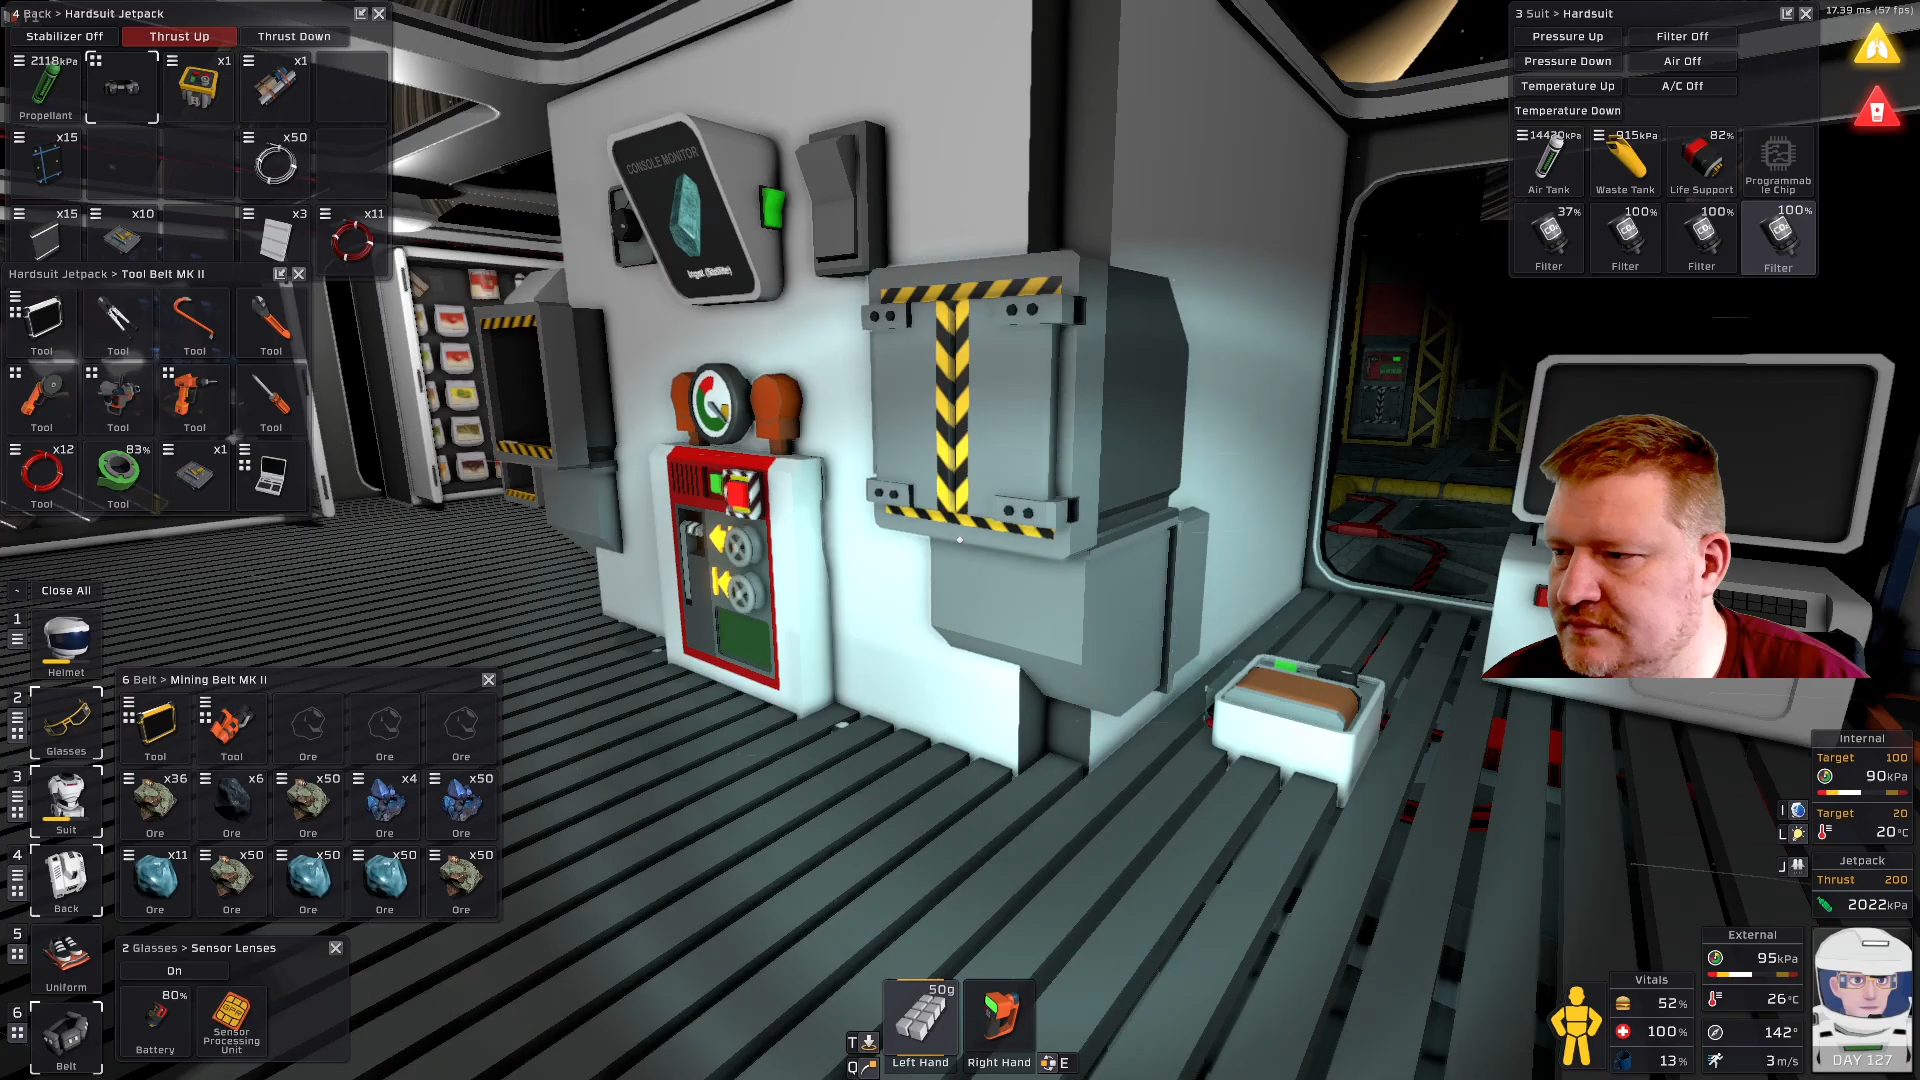 4 Back > Hardsuit Jetpack
Stabilizer Off
Thrust Up
Thrust Down
2118kPa
x1
x1
Propellant
x15
x50
x15
x10
x3
x11
Hardsuit Jetpack > Tool Belt MK II
Tool
Tool
Tool
Tool
Tool
Tool
Tool
Tool
x12
83%
x1
Tool
Tool
~
Close All
1
Helmet
2
Glasses
3
Suit
4
Back
5
Uniform
6
Belt
6 Belt > Mining Belt MK II
Tool
Tool
Ore
Ore
Ore
x36
x6
x50
x4
x50
Ore
Ore
Ore
Ore
Ore
x11
x50
x50
x50
x50
Ore
Ore
Ore
Ore
Ore
2 Glasses > Sensor Lenses
On
80%
Battery
Sensor
Processing
Unit
CONSOLE MONITOR
T
Q
50g
Left Hand
Right Hand
E
3 Suit > Hardsuit
Pressure Up
Filter Off
Pressure Down
Air Off
Temperature Up
A/C Off
Temperature Down
915kPa
82%
Air Tank
Waste Tank
Life Support
Programmab
le Chip
37%
100%
100%
100%
Filter
Filter
Filter
Filter
17.39 ms (57 fps)
Internal
Target 100
90kPa
Target 20
20°C
I
L
J
Jetpack
Thrust 200
2022kPa
External
95kPa
26°C
142°
3m/s
Vitals
52%
100%
13%
DAY 127